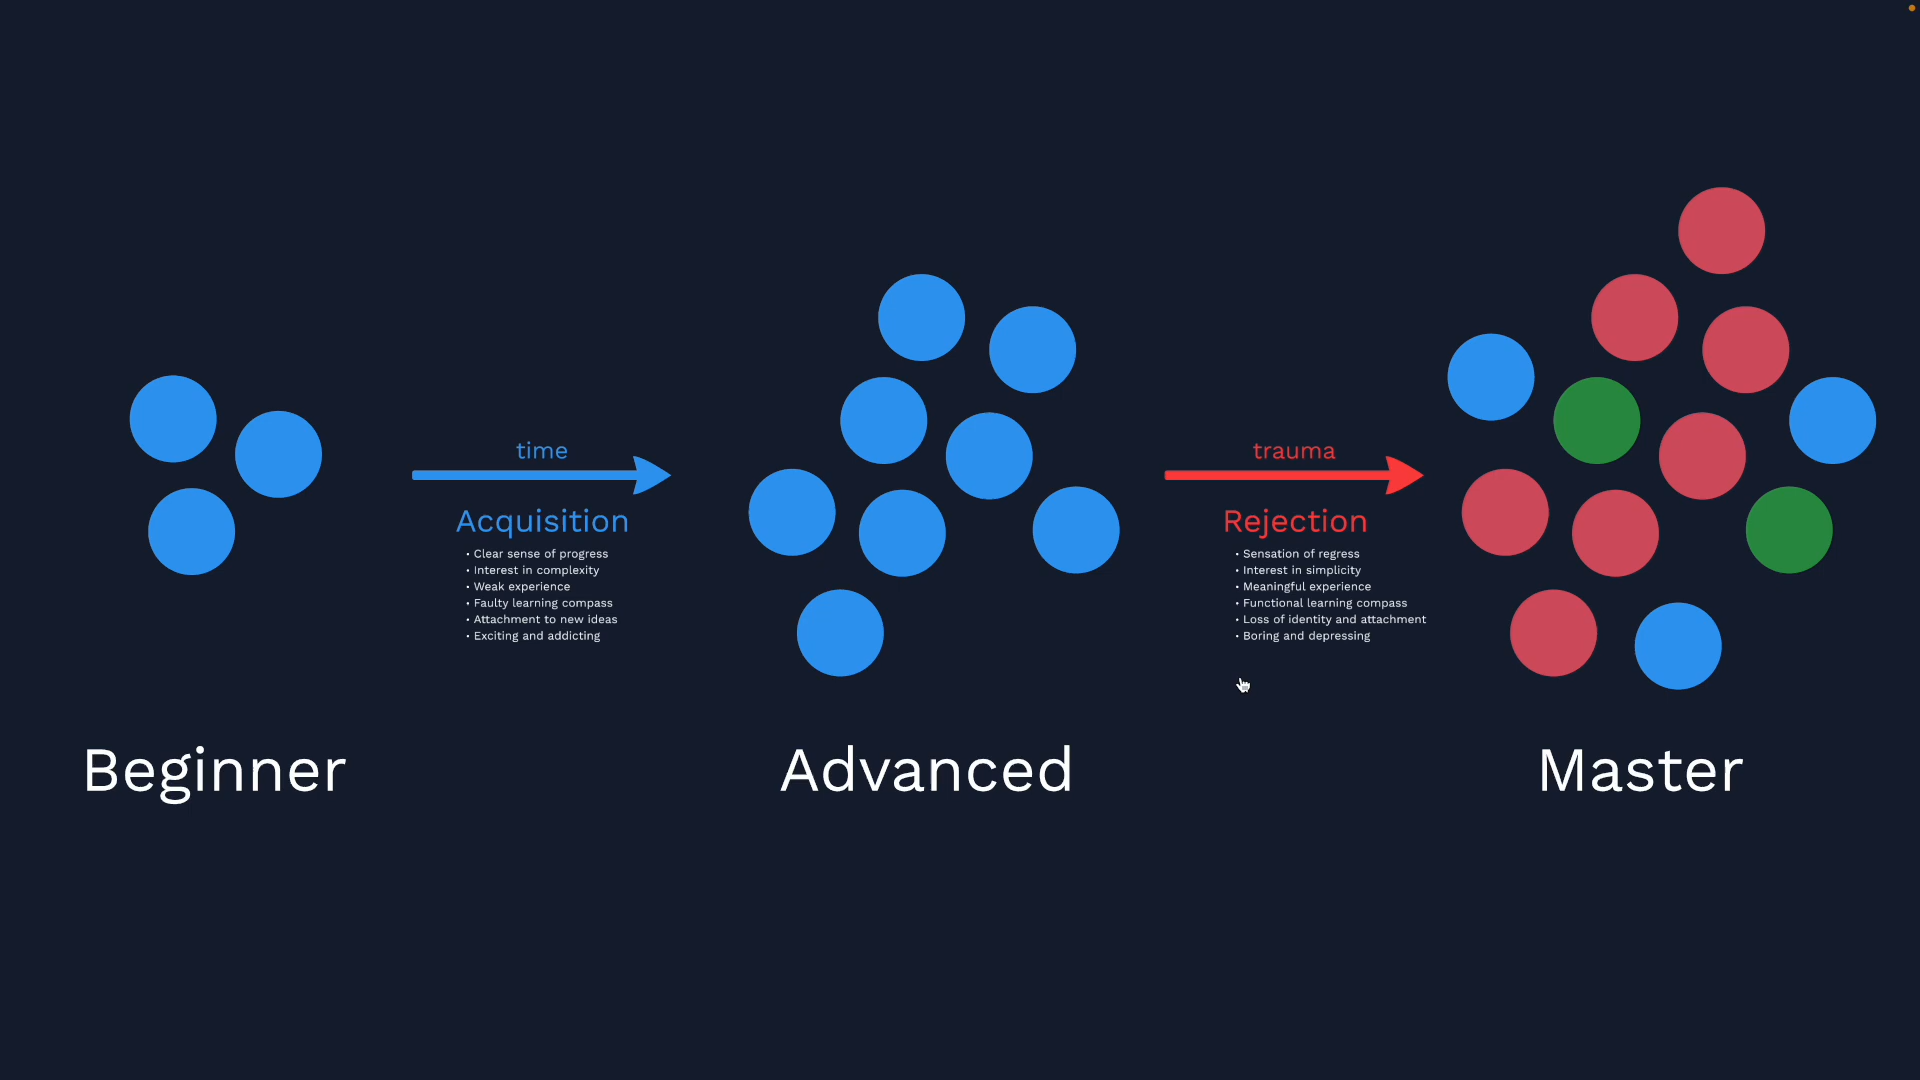 time
Acquisition
• Clear sense of progress
• Interest in complexity
• Weak experience
• Faulty learning compass
• Attachment to new ideas
• Exciting and addicting
trauma
Rejection
• Sensation of regress
• Interest in simplicity
• Meaningful experience
• Functional learning compass
• Loss of identity and attachment
• Boring and depressing
Beginner
Advanced
Master